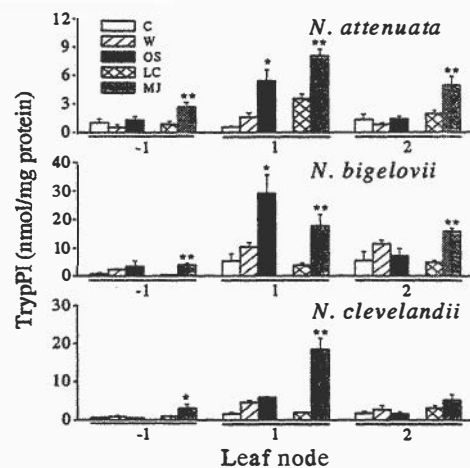 N. attenuata
12
9
6
3
0
C
W
OS
LC
MJ
**
*
**
**
-1 1 2
N. bigelovii
40
30
20
10
0
**
*
**
**
-1 1 2
N. clevelandii
30
20
10
0
*
**
-1 1 2
TrypPI (nmol/mg protein)
Leaf node